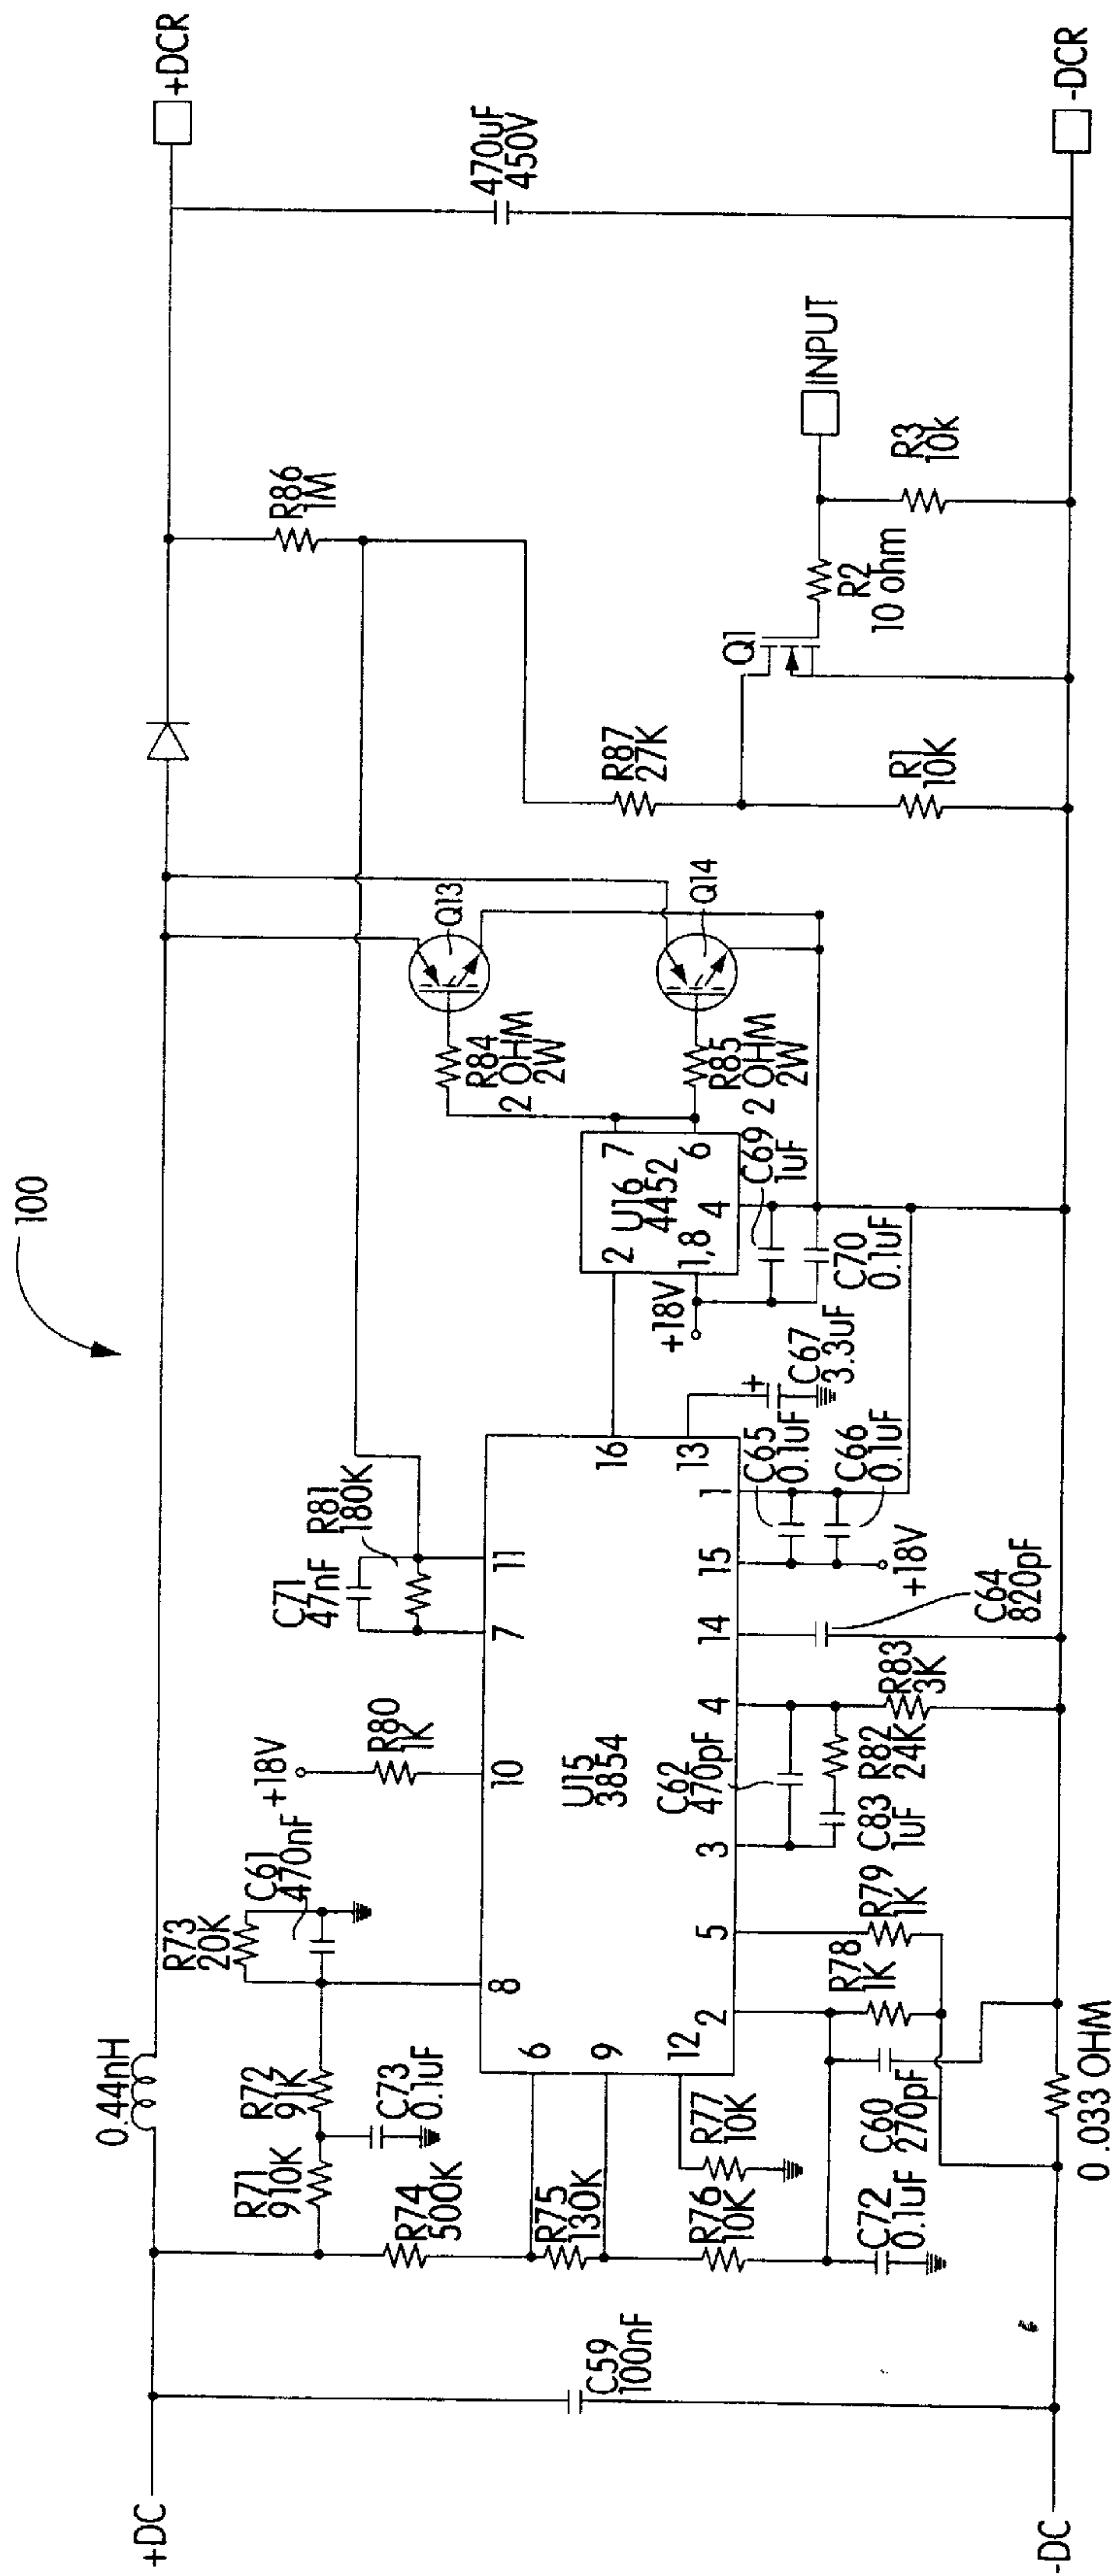 100
+DC
-DC
+DCR
-DCR
0.44nH
C59
100nF
R71
910K
R72
91K
C73
0.1uF
R73
20K
C61
470nF
+18V
R80
1K
C71
47nF
R81
180K
R74
500K
R75
130K
R76
10K
R77
10K
C72
0.1uF
C60
270pF
R78
1K
R79
1K
0.033 OHM
U15
3854
6
9
12
8
10
7
11
16
13
2
5
3
4
14
15
1
C62
470pF
C83
1uF
R82
24K
R83
3K
C64
820pF
+18V
C65
0.1uF
C66
0.1uF
C67
3.3uF
+
+18V
U16
4452
2
1,8
7
6
4
C69
1uF
C70
0.1uF
R84
2 OHM
2W
R85
2 OHM
2W
Q13
Q14
R86
1M
R87
27K
R1
10K
Q1
R2
10 ohm
R3
10k
INPUT
470uF
450V